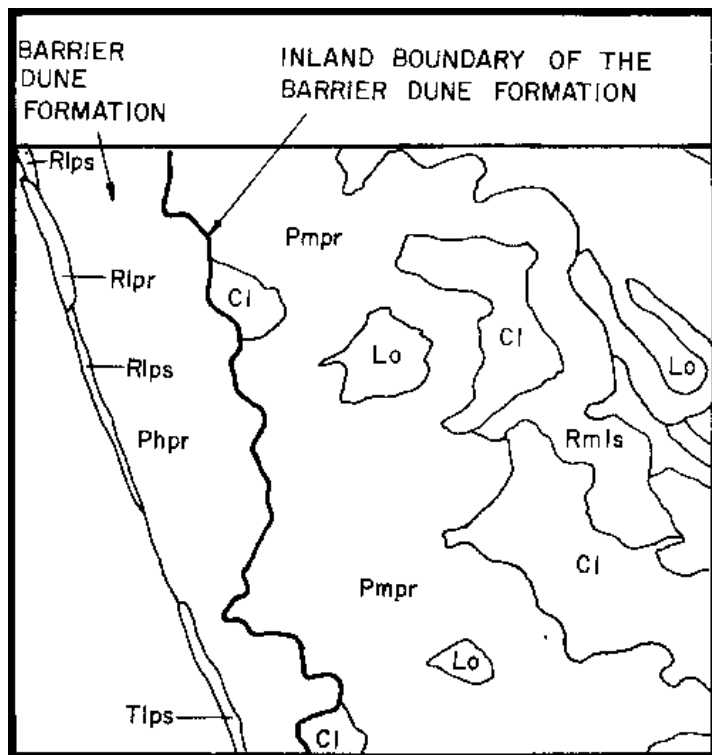 BARRIER
DUNE
FORMATION
INLAND BOUNDARY OF THE
BARRIER DUNE FORMATION
Rlps
Pmpr
Rlpr
Cl
Cl
Lo
Lo
Rlps
Phpr
Rmls
Cl
Pmpr
Lo
Tlps
Cl